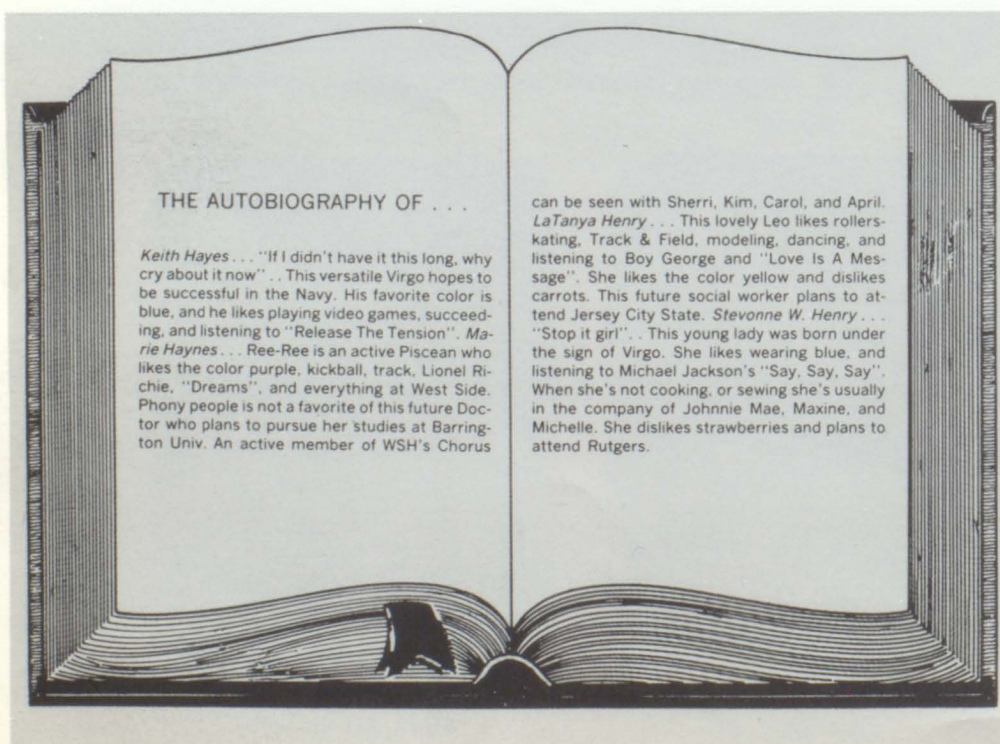 THE AUTOBIOGRAPHY OF . . .
Keith Hayes . . . "If I didn't have it this long, why
cry about it now" . . This versatile Virgo hopes to
be successful in the Navy. His favorite color is
blue, and he likes playing video games, succeed-
ing, and listening to "Release The Tension". Ma-
rie Haynes . . . Ree-Ree is an active Piscean who
likes the color purple, kickball, track, Lionel Ri-
chie, "Dreams", and everything at West Side.
Phony people is not a favorite of this future Doc-
tor who plans to pursue her studies at Barring-
ton Univ. An active member of WSH's Chorus
can be seen with Sherri, Kim, Carol, and April.
LaTanya Henry . . . This lovely Leo likes rollers-
kating, Track & Field, modeling, dancing, and
listening to Boy George and "Love Is A Mes-
sage". She likes the color yellow and dislikes
carrots. This future social worker plans to at-
tend Jersey City State. Stevonne W. Henry . . .
"Stop it girl". . This young lady was born under
the sign of Virgo. She likes wearing blue, and
listening to Michael Jackson's "Say, Say, Say".
When she's not cooking, or sewing she's usually
in the company of Johnnie Mae, Maxine, and
Michelle. She dislikes strawberries and plans to
attend Rutgers.